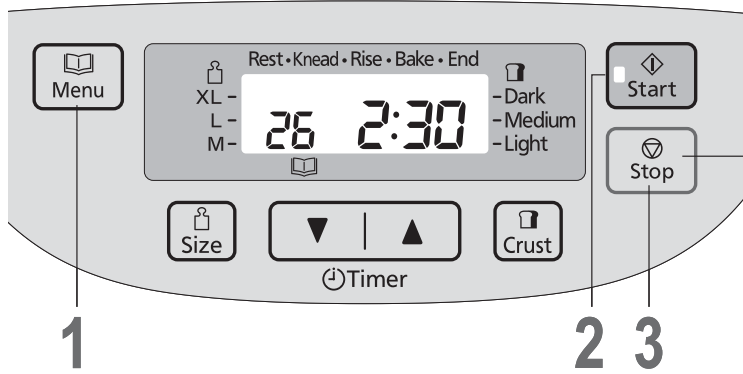 Menu
Rest • Knead • Rise • Bake • End
XL –
L –
M –
26 2:30
– Dark
– Medium
– Light
Start
Stop
Size
Timer
Crust
1
2
3